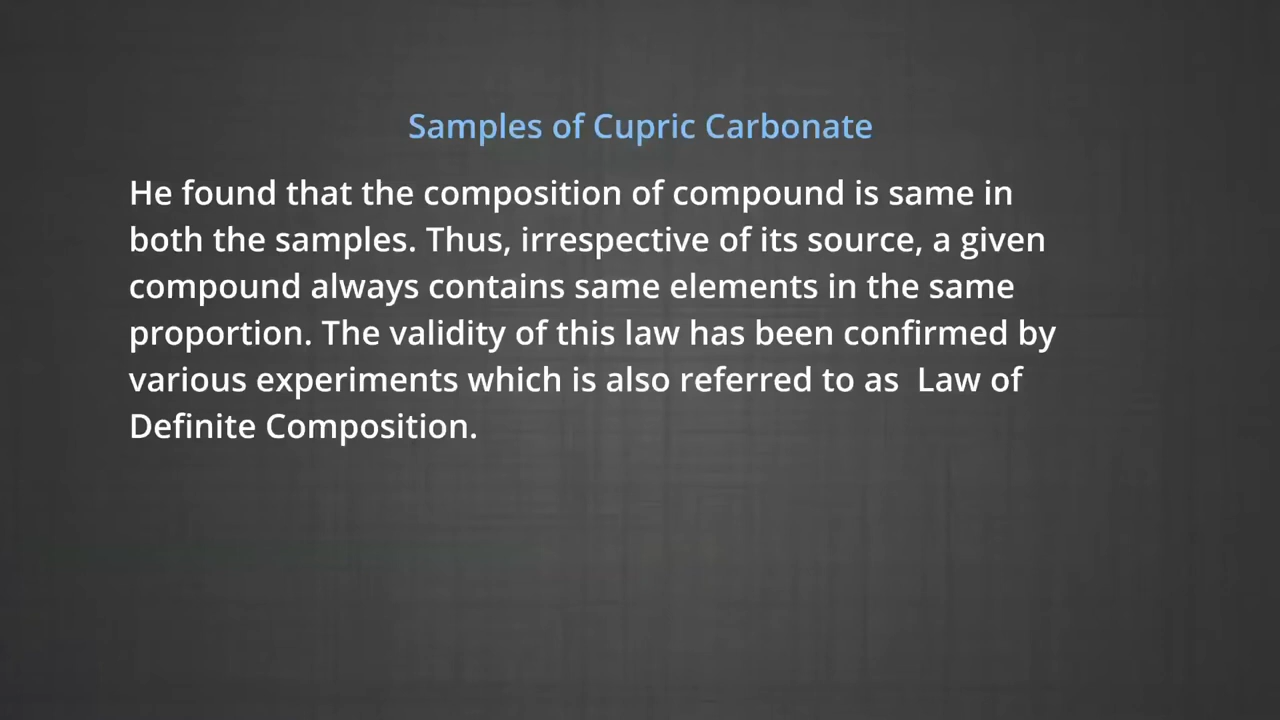 Samples of Cupric Carbonate
He found that the composition of compound is same in
both the samples. Thus, irrespective of its source, a given
compound always contains same elements in the same
proportion. The validity of this law has been confirmed by
various experiments which is also referred to as  Law of
Definite Composition.